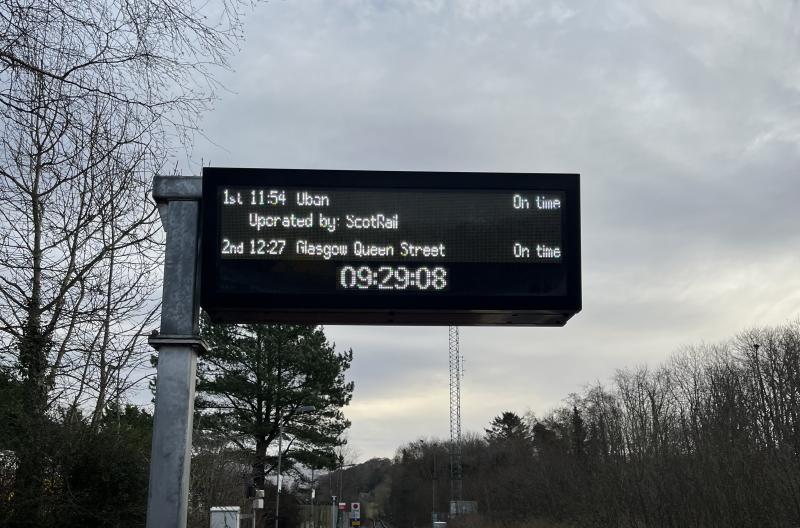 1st 11:54 Oban On time
Operated by: ScotRail
2nd 12:27 Glasgow Queen Street On time
09:29:08